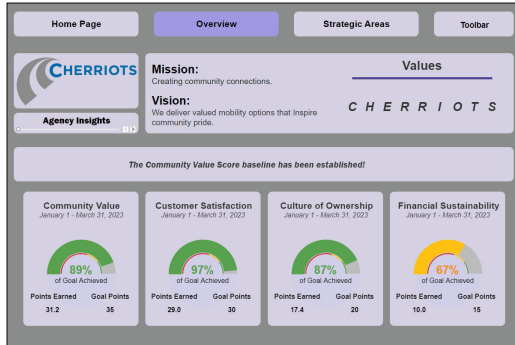 Home Page
Overview
Strategic Areas
Toolbar
CHERRIOTS
Agency Insights
Mission:
Creating community connections.
Vision:
We deliver valued mobility options that Inspire
community pride.
Values
C H E R R I O T S
The Community Value Score baseline has been established!
Community Value
January 1 - March 31, 2023
89%
of Goal Achieved
Points Earned Goal Points
31.2 35
Customer Satisfaction
January 1 - March 31, 2023
97%
of Goal Achieved
Points Earned Goal Points
29.0 30
Culture of Ownership
January 1 - March 31, 2023
87%
of Goal Achieved
Points Earned Goal Points
17.4 20
Financial Sustainability
January 1 - March 31, 2023
67%
of Goal Achieved
Points Earned Goal Points
10.0 15